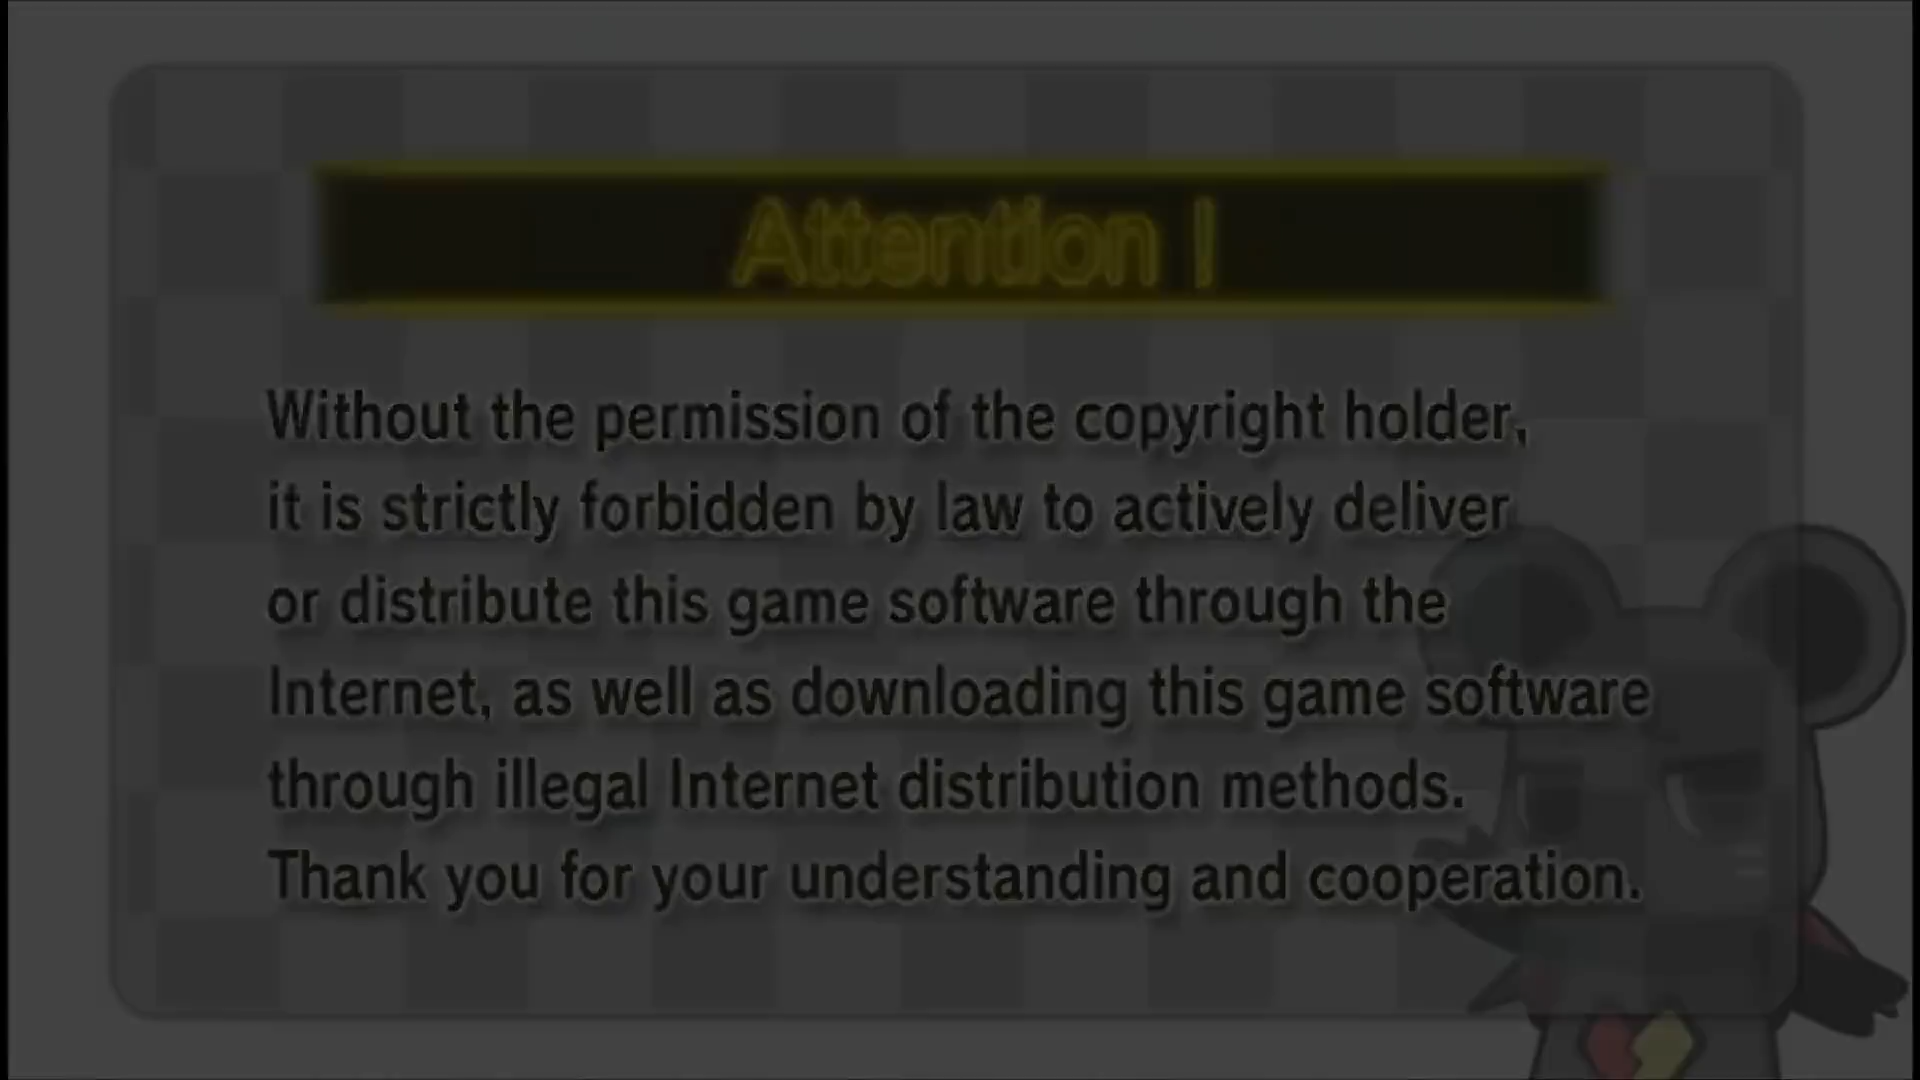 Attention !
Without the permission of the copyright holder,
it is strictly forbidden by law to actively deliver
or distribute this game software through the
Internet, as well as downloading this game software
through illegal Internet distribution methods.
Thank you for your understanding and cooperation.